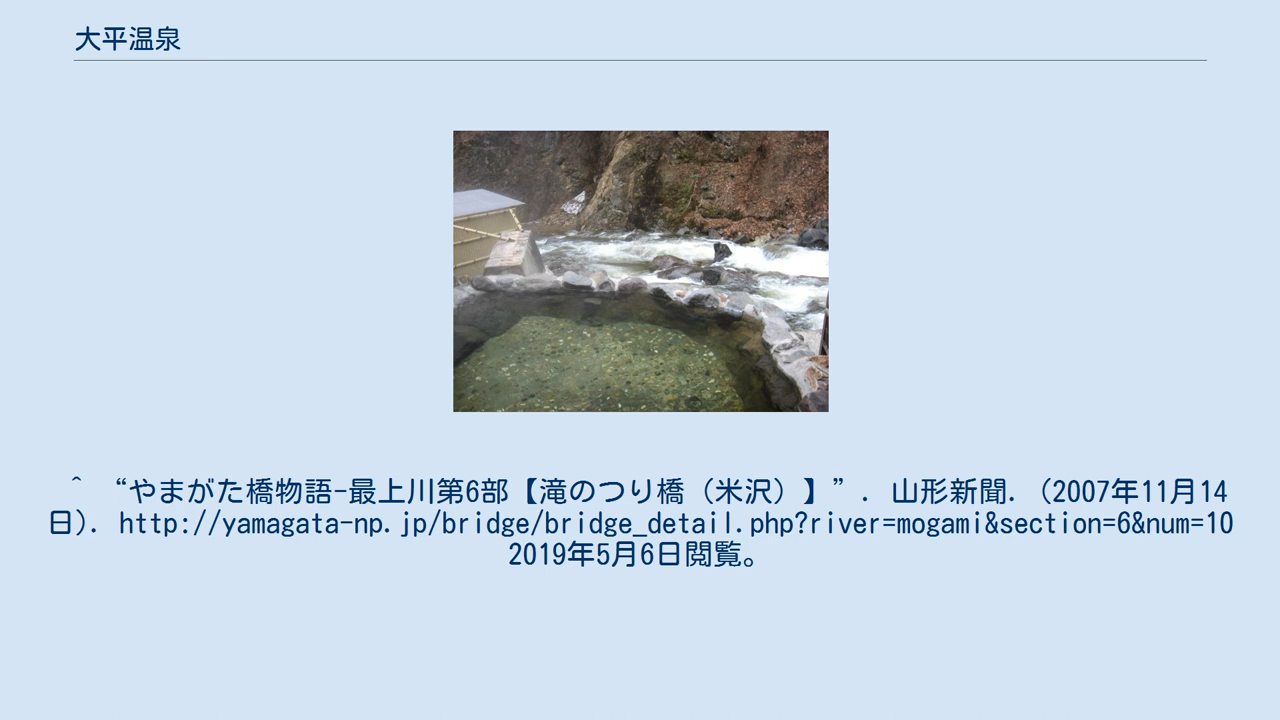 大平温泉
^ “やまがた橋物語-最上川第6部【滝のつり橋（米沢）】”. 山形新聞. (2007年11月14
日). http://yamagata-np.jp/bridge/bridge_detail.php?river=mogami&section=6&num=10
2019年5月6日閲覧。